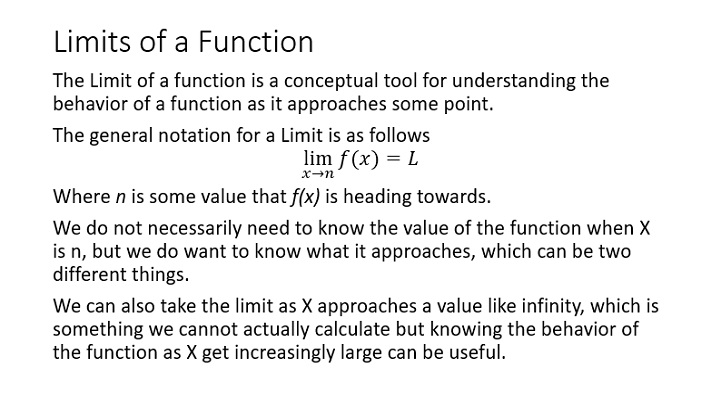 Limits of a Function
The Limit of a function is a conceptual tool for understanding the
behavior of a function as it approaches some point.
The general notation for a Limit is as follows
lim f(x) = L
x→n
Where n is some value that f(x) is heading towards.
We do not necessarily need to know the value of the function when X
is n, but we do want to know what it approaches, which can be two
different things.
We can also take the limit as X approaches a value like infinity, which is
something we cannot actually calculate but knowing the behavior of
the function as X get increasingly large can be useful.